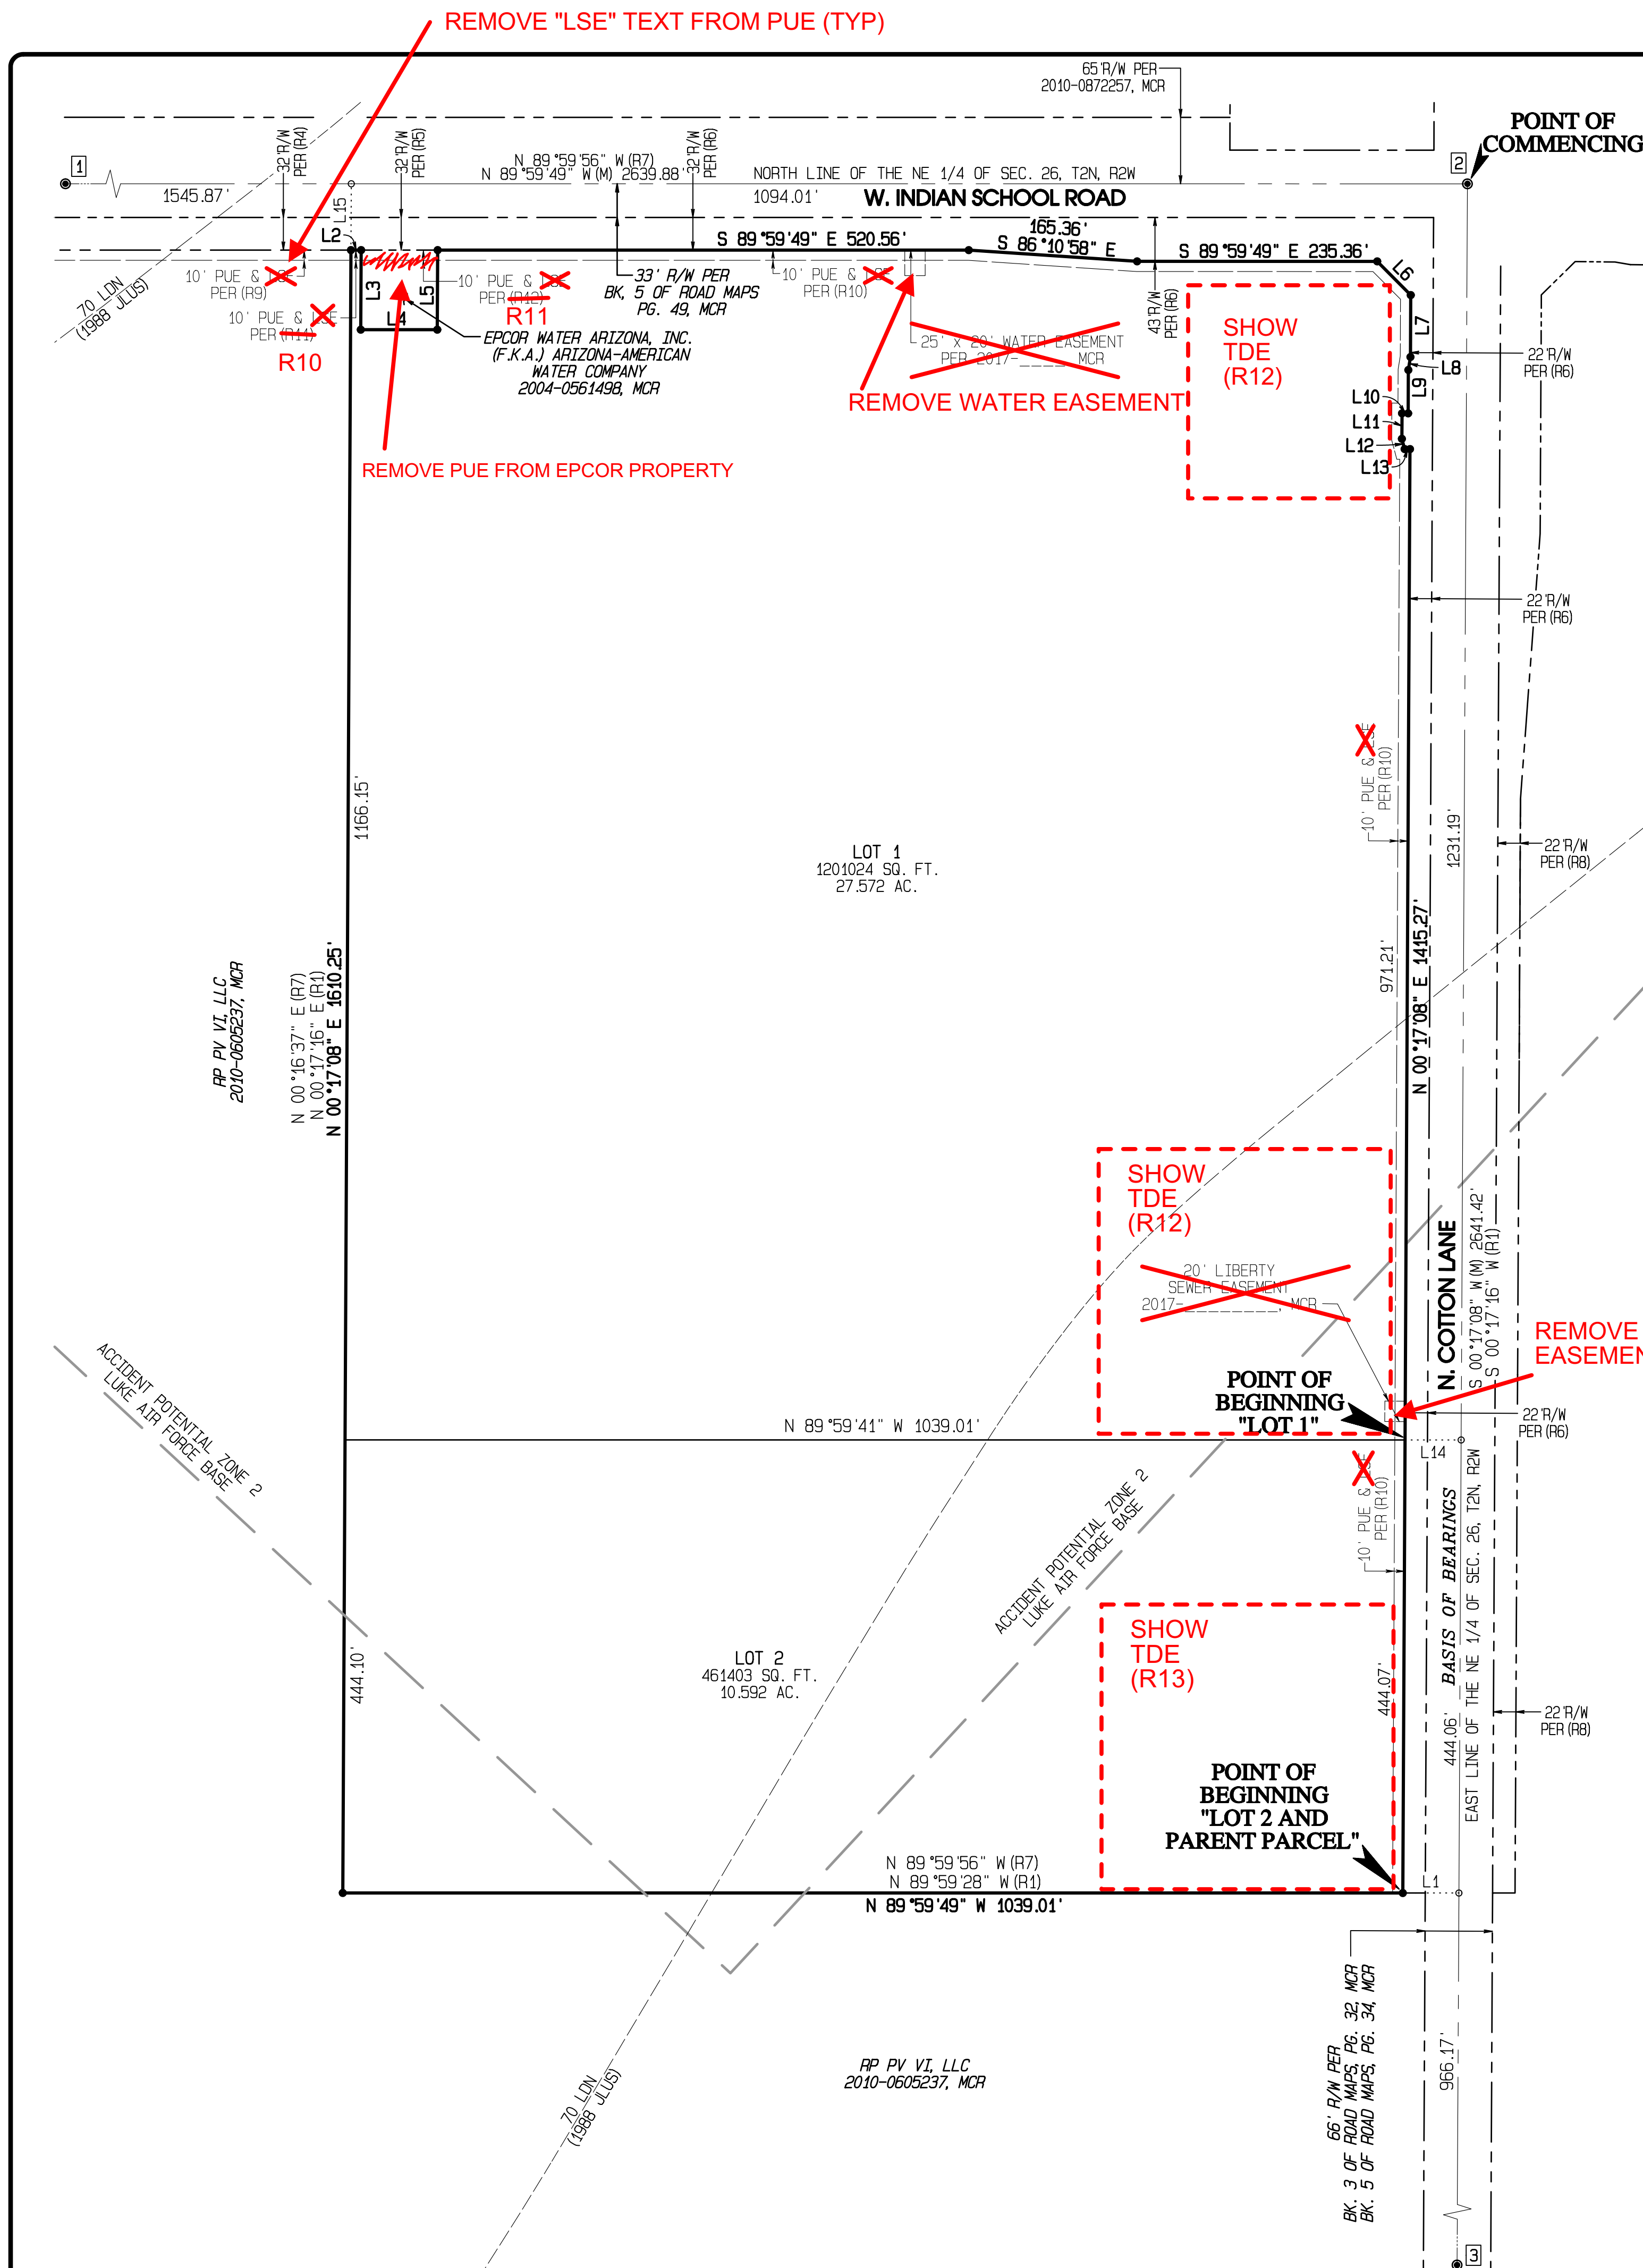 REMOVE "LSE" TEXT FROM PUE (TYP)
65'R/W PER
2010-0872257, MCR
POINT OF
COMMENCING
1
2
32'R/W
PER (R4)
32'R/W
PER (R5)
32'R/W
PER (R6)
N 89°59'56" W (R7)
N 89°59'49" W (M) 2639.88'
NORTH LINE OF THE NE 1/4 OF SEC. 26, T2N, R2W
1545.87'
1094.01'
W. INDIAN SCHOOL ROAD
L15
L2
S 89°59'49" E 520.56'
165.36'
S 86°10'58" E
S 89°59'49" E 235.36'
L6
10' PUE & LSE
PER (R9)
10' PUE & LSE
PER (R11)
R10
L3
L4
L5
10' PUE & LSE
PER (R12)
R11
33' R/W PER
BK, 5 OF ROAD MAPS
PG. 49, MCR
10' PUE & LSE
PER (R10)
43'R/W
PER (R6)
EPCOR WATER ARIZONA, INC.
(F.K.A.) ARIZONA-AMERICAN
WATER COMPANY
2004-0561498, MCR
25' x 20' WATER EASEMENT
PER 2017-______ MCR
REMOVE WATER EASEMENT
REMOVE PUE FROM EPCOR PROPERTY
SHOW
TDE
(R12)
L7
L8
L9
L10
L11
L12
L13
22'R/W
PER (R6)
70 LDN
(1988 JLUS)
22'R/W
PER (R6)
10' PUE & LSE
PER (R10)
1166.15'
1231.19'
22'R/W
PER (R8)
LOT 1
1201024 SQ. FT.
27.572 AC.
971.21'
N 00°17'08" E 1415.27'
RP PV VI, LLC
2010-0605237, MCR
N 00°16'37" E (R7)
N 00°17'16" E (R1)
N 00°17'08" E 1610.25'
SHOW
TDE
(R12)
20' LIBERTY
SEWER EASEMENT
2017-__________, MCR
N. COTTON LANE
S 00°17'08" W (M) 2641.42'
S 00°17'16" W (R1)
REMOVE
EASEMEN
ACCIDENT POTENTIAL ZONE 2
LUKE AIR FORCE BASE
POINT OF
BEGINNING
"LOT 1"
22'R/W
PER (R6)
N 89°59'41" W 1039.01'
L14
10' PUE & LSE
PER (R10)
BASIS OF BEARINGS
EAST LINE OF THE NE 1/4 OF SEC. 26, T2N, R2W
ACCIDENT POTENTIAL ZONE 2
LUKE AIR FORCE BASE
SHOW
TDE
(R13)
444.10'
LOT 2
461403 SQ. FT.
10.592 AC.
444.07'
444.06'
22'R/W
PER (R8)
POINT OF
BEGINNING
"LOT 2 AND
PARENT PARCEL"
N 89°59'56" W (R7)
N 89°59'28" W (R1)
N 89°59'49" W 1039.01'
L1
66' R/W PER
BK. 3 OF ROAD MAPS, PG. 32, MCR
BK. 5 OF ROAD MAPS, PG. 34, MCR
966.17'
RP PV VI, LLC
2010-0605237, MCR
70 LDN
(1988 JLUS)
3